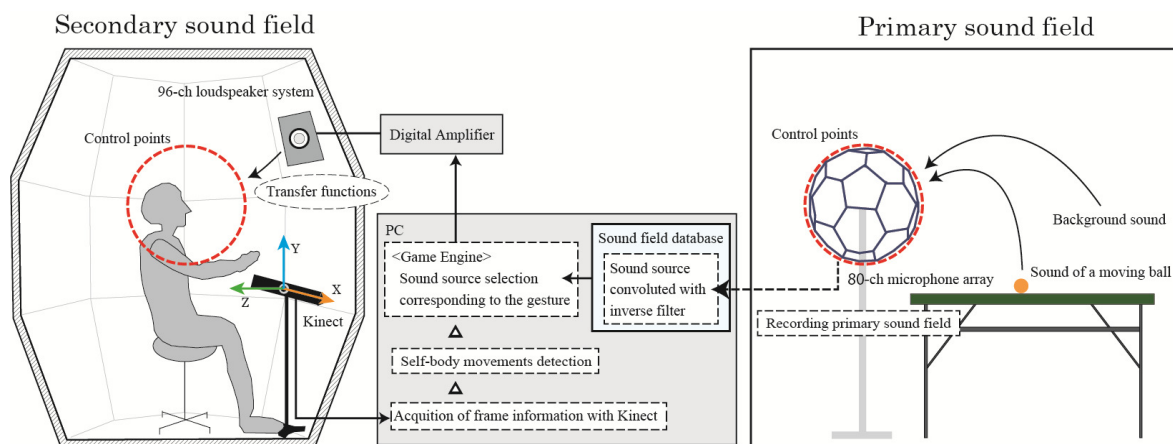 Secondary sound field
96-ch loudspeaker system
Control points
Transfer functions
Y
X
Z
Kinect
Digital Amplifier
PC
<Game Engine>
Sound source selection
corresponding to the gesture
Self-body movements detection
Acqution of frame information with Kinect
Sound field database
Sound source
convoluted with
inverse filter
Primary sound field
Control points
Background sound
80-ch microphone array
Sound of a moving ball
Recording primary sound field